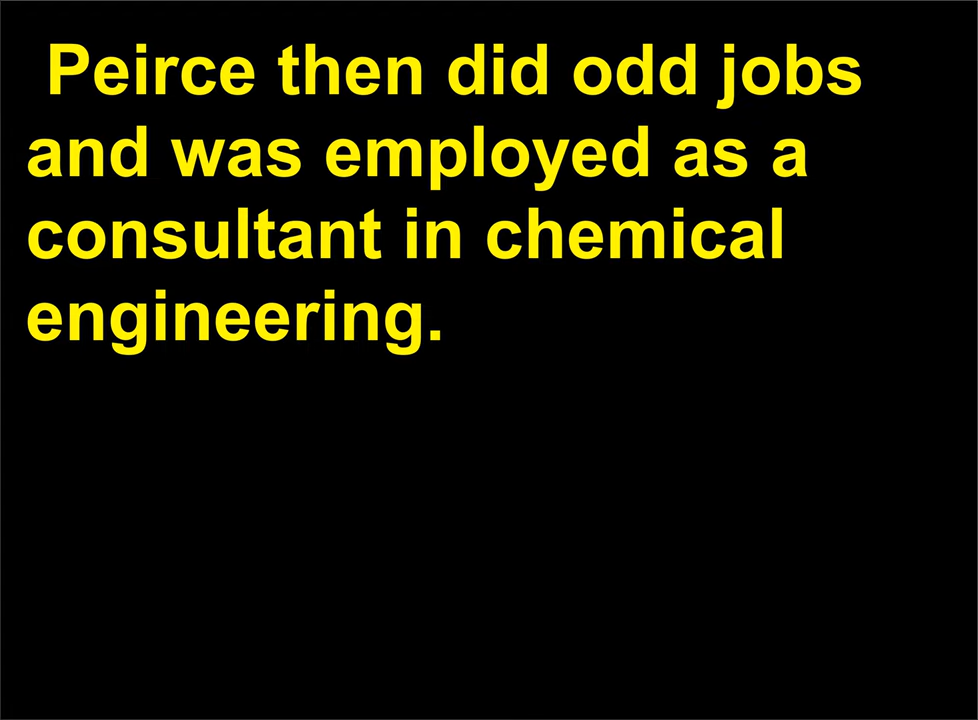 Peirce then did odd jobs
and was employed as a
consultant in chemical
engineering.